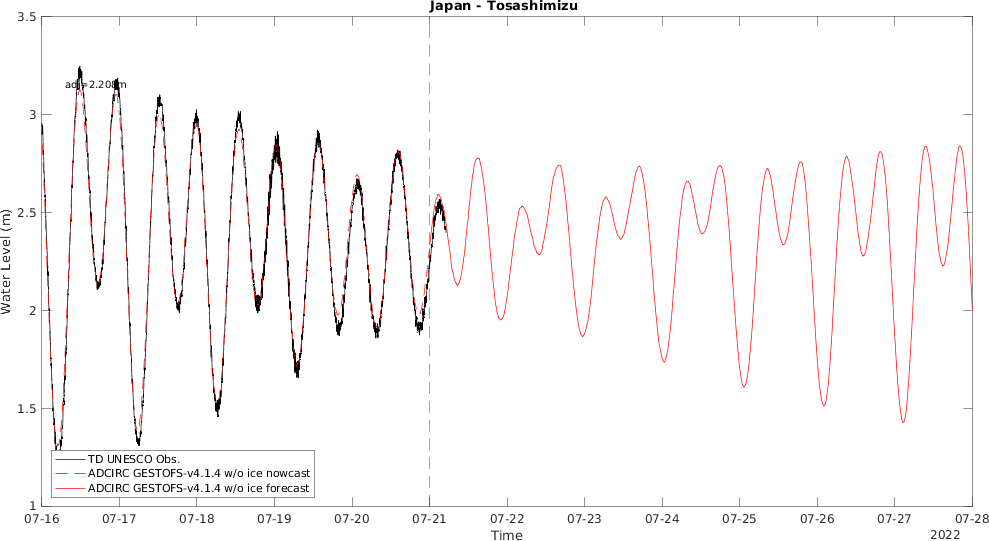 Japan - Tosashimizu
3.5
3
2.5
2
1.5
1
Water Level (m)
adj=2.208m
TD UNESCO Obs.
ADCIRC GESTOFS-v4.1.4 w/o ice nowcast
ADCIRC GESTOFS-v4.1.4 w/o ice forecast
07-16 07-17 07-18 07-19 07-20 07-21 07-22 07-23 07-24 07-25 07-26 07-27 07-28
Time
2022